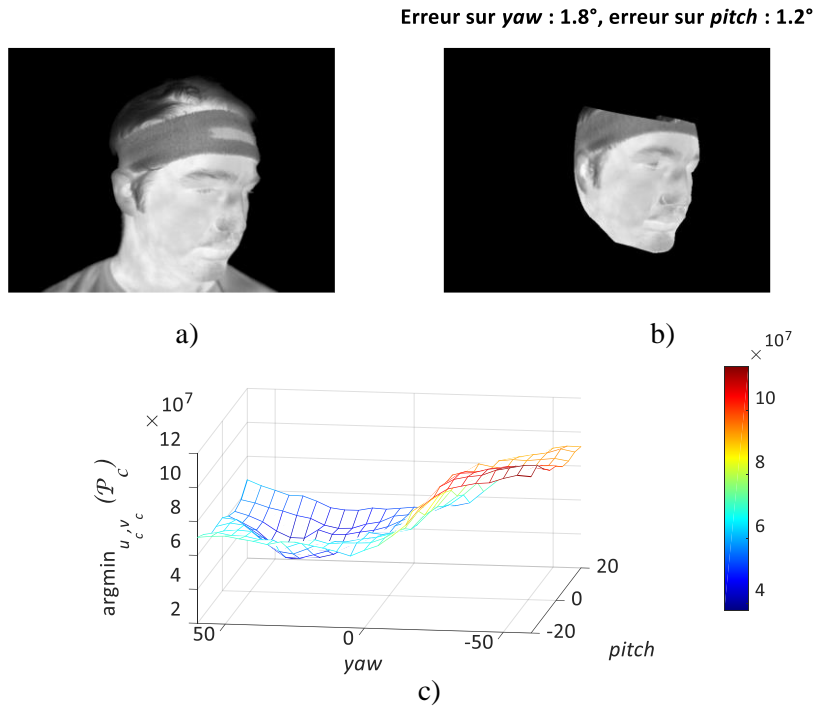 Erreur sur yaw : 1.8°, erreur sur pitch : 1.2°
a)
b)
× 10⁷
12
10
8
6
4
2
argmin u_c,v_c (𝒫_c)
50
0
-50
yaw
20
0
-20
pitch
× 10⁷
10
8
6
4
c)